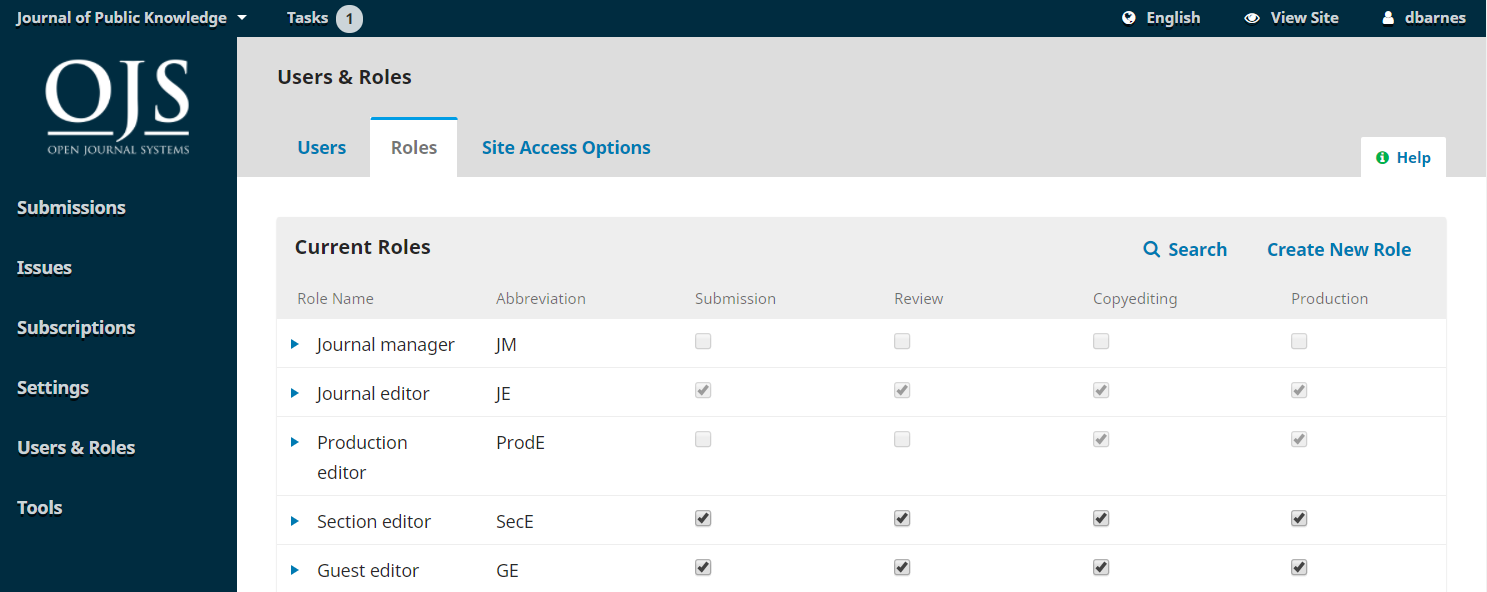 Journal of Public Knowledge Tasks 1 English View Site dbarnes
OJS
OPEN JOURNAL SYSTEMS
Submissions
Issues
Subscriptions
Settings
Users & Roles
Tools
Users & Roles
Users Roles Site Access Options
Help
Current Roles Search Create New Role
Role Name Abbreviation Submission Review Copyediting Production
Journal manager JM
Journal editor JE
Production ProdE
editor
Section editor SecE
Guest editor GE